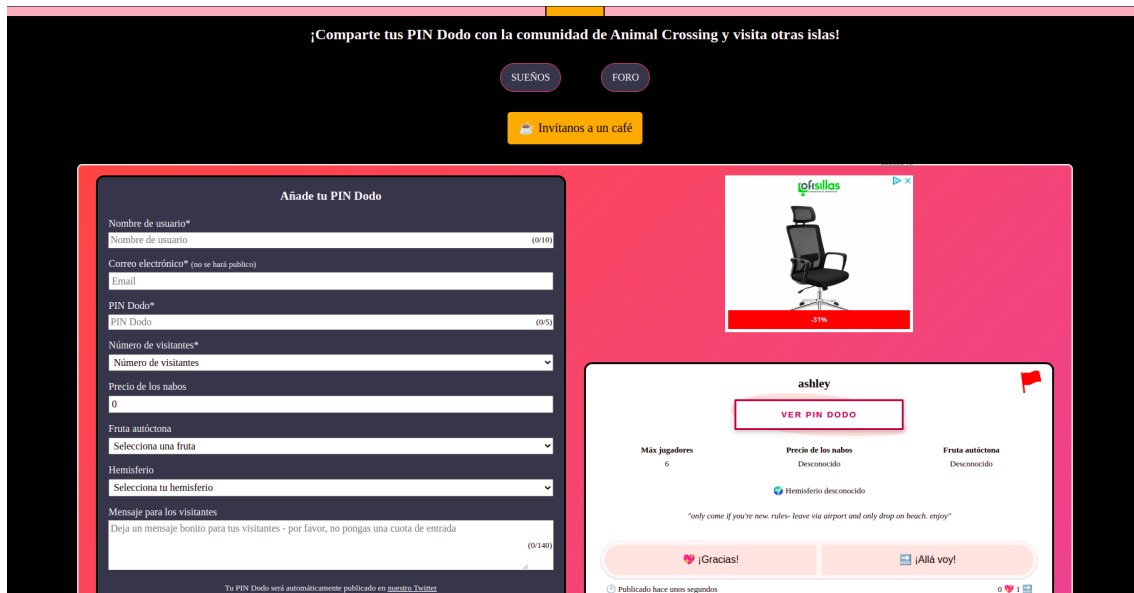 ¡Comparte tus PIN Dodo con la comunidad de Animal Crossing y visita otras islas!
SUEÑOS
FORO
☕ Invítanos a un café
Añade tu PIN Dodo
Nombre de usuario*
Nombre de usuario
(0/10)
Correo electrónico* (no se hará publico)
Email
PIN Dodo*
PIN Dodo
(0/5)
Número de visitantes*
Número de visitantes
Precio de los nabos
0
Fruta autóctona
Selecciona una fruta
Hemisferio
Selecciona tu hemisferio
Mensaje para los visitantes
Deja un mensaje bonito para tus visitantes - por favor, no pongas una cuota de entrada
(0/140)
Tu PIN Dodo será automáticamente publicado en nuestro Twitter
ofisillas
-31%
ashley
VER PIN DODO
Máx jugadores
6
Precio de los nabos
Desconocido
Fruta autóctona
Desconocido
🌍 Hemisferio desconocido
"only come if you're new. rules- leave via airport and only drop on beach. enjoy"
💖 ¡Gracias!
➡️ ¡Allá voy!
🕐 Publicado hace unos segundos
0 💖 1 ➡️